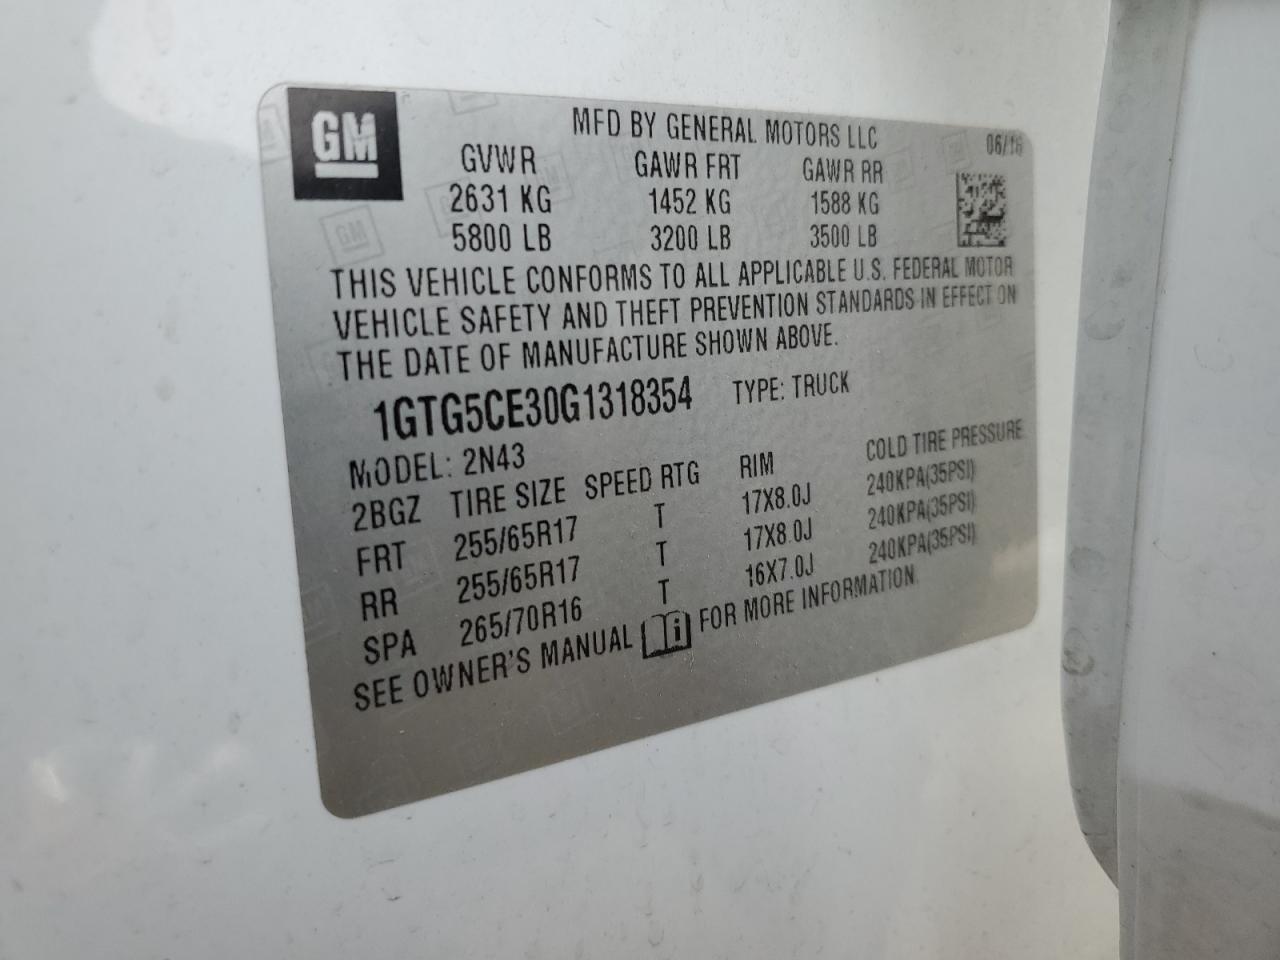 GM
MFD BY GENERAL MOTORS LLC 06/16
GVWR GAWR FRT GAWR RR
2631 KG 1452 KG 1588 KG
5800 LB 3200 LB 3500 LB
THIS VEHICLE CONFORMS TO ALL APPLICABLE U.S. FEDERAL MOTOR
VEHICLE SAFETY AND THEFT PREVENTION STANDARDS IN EFFECT ON
THE DATE OF MANUFACTURE SHOWN ABOVE.
1GTG5CE30G1318354 TYPE: TRUCK
MODEL: 2N43
2BGZ TIRE SIZE SPEED RTG RIM COLD TIRE PRESSURE
FRT 255/65R17 T 17X8.0J 240KPA(35PSI)
RR 255/65R17 T 17X8.0J 240KPA(35PSI)
SPA 265/70R16 T 16X7.0J 240KPA(35PSI)
SEE OWNER'S MANUAL i FOR MORE INFORMATION.